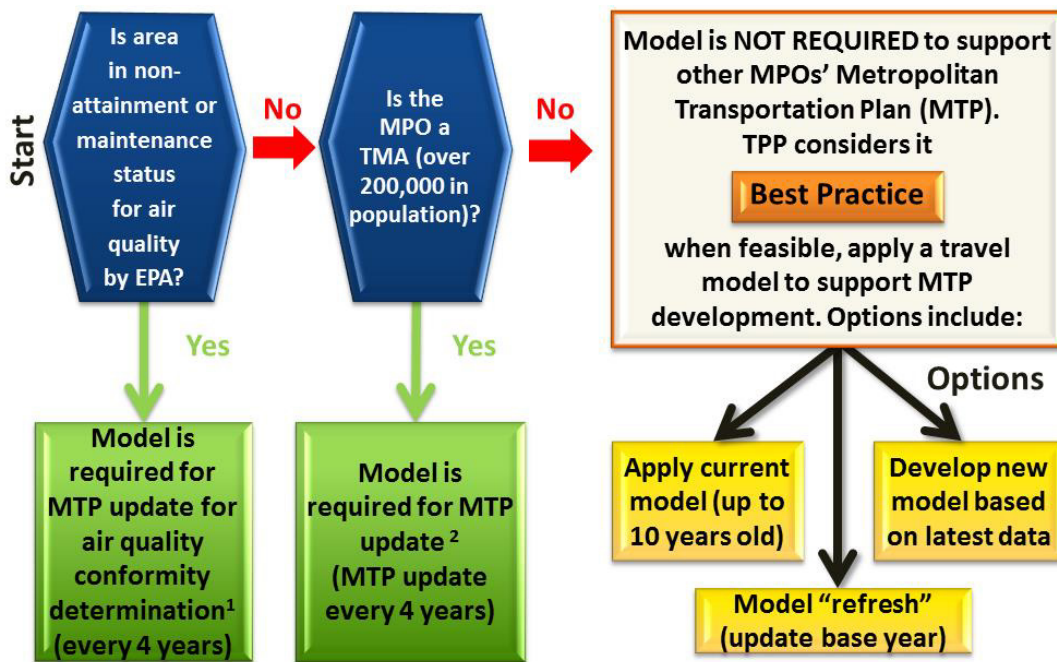 Start
Is area
in non-
attainment or
maintenance
status
for air
quality
by EPA?
No
Is the
MPO a
TMA (over
200,000 in
population)?
No
Model is NOT REQUIRED to support
other MPOs’ Metropolitan
Transportation Plan (MTP).
TPP considers it
Best Practice
when feasible, apply a travel
model to support MTP
development. Options include:
Yes
Yes
Options
Model is
required for
MTP update for
air quality
conformity
determination¹
(every 4 years)
Model is
required for MTP
update ²
(MTP update
every 4 years)
Apply current
model (up to
10 years old)
Develop new
model based
on latest data
Model “refresh”
(update base year)